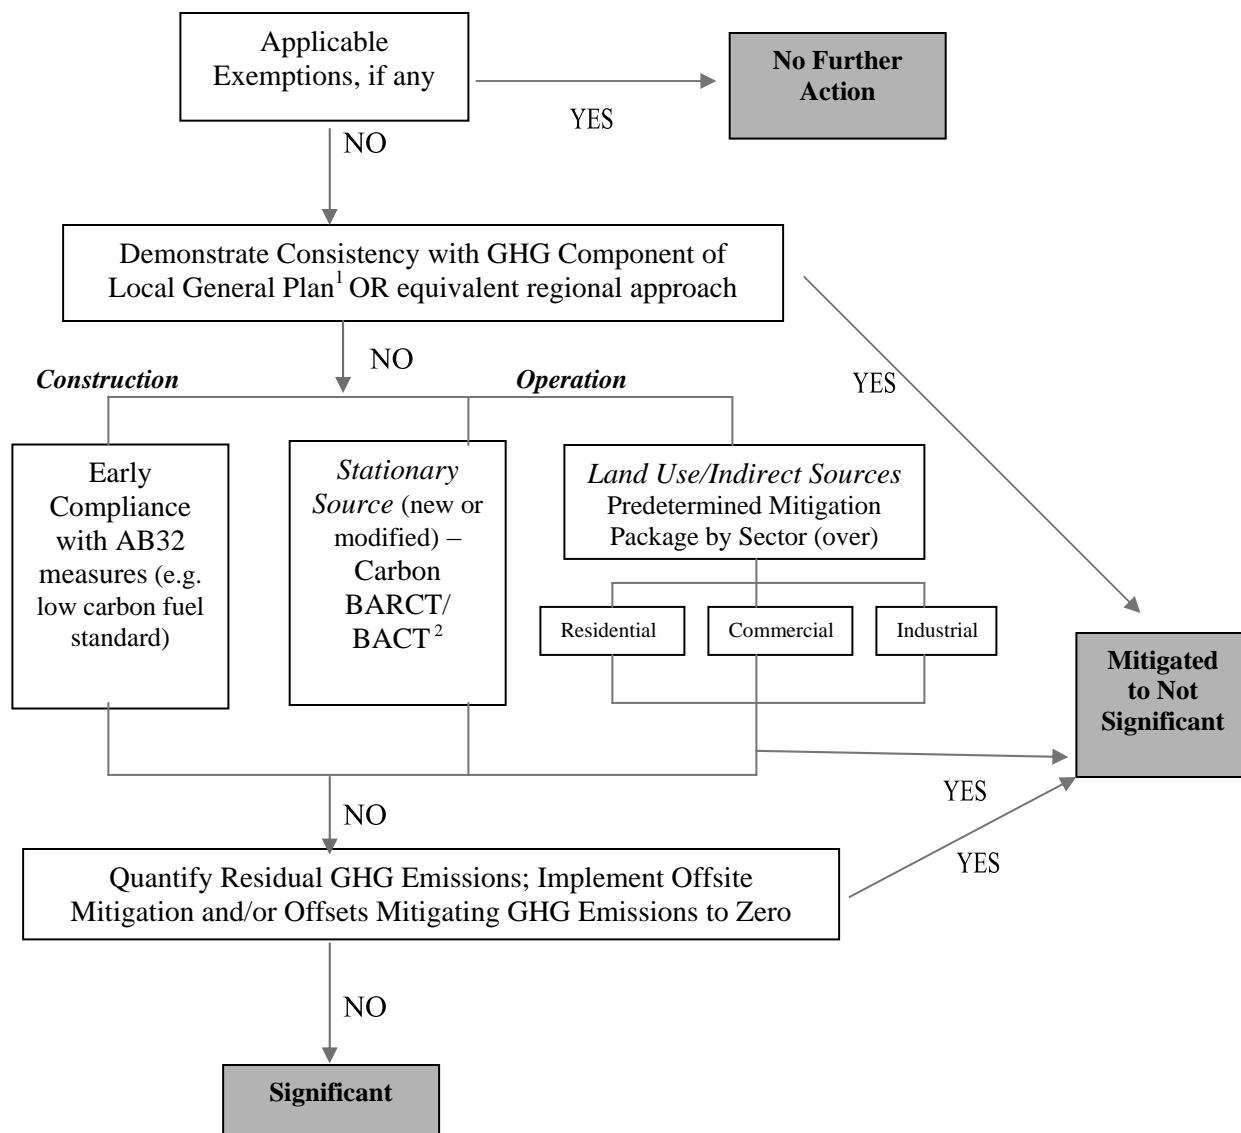 Applicable
Exemptions, if any
No Further
Action
YES
NO
Demonstrate Consistency with GHG Component of
Local General Plan1 OR equivalent regional approach
NO
YES
Construction
Operation
Early
Compliance
with AB32
measures (e.g.
low carbon fuel
standard)
Stationary
Source (new or
modified) –
Carbon
BARCT/
BACT 2
Land Use/Indirect Sources
Predetermined Mitigation
Package by Sector (over)
Residential
Commercial
Industrial
Mitigated
to Not
Significant
YES
NO
YES
Quantify Residual GHG Emissions; Implement Offsite
Mitigation and/or Offsets Mitigating GHG Emissions to Zero
NO
Significant